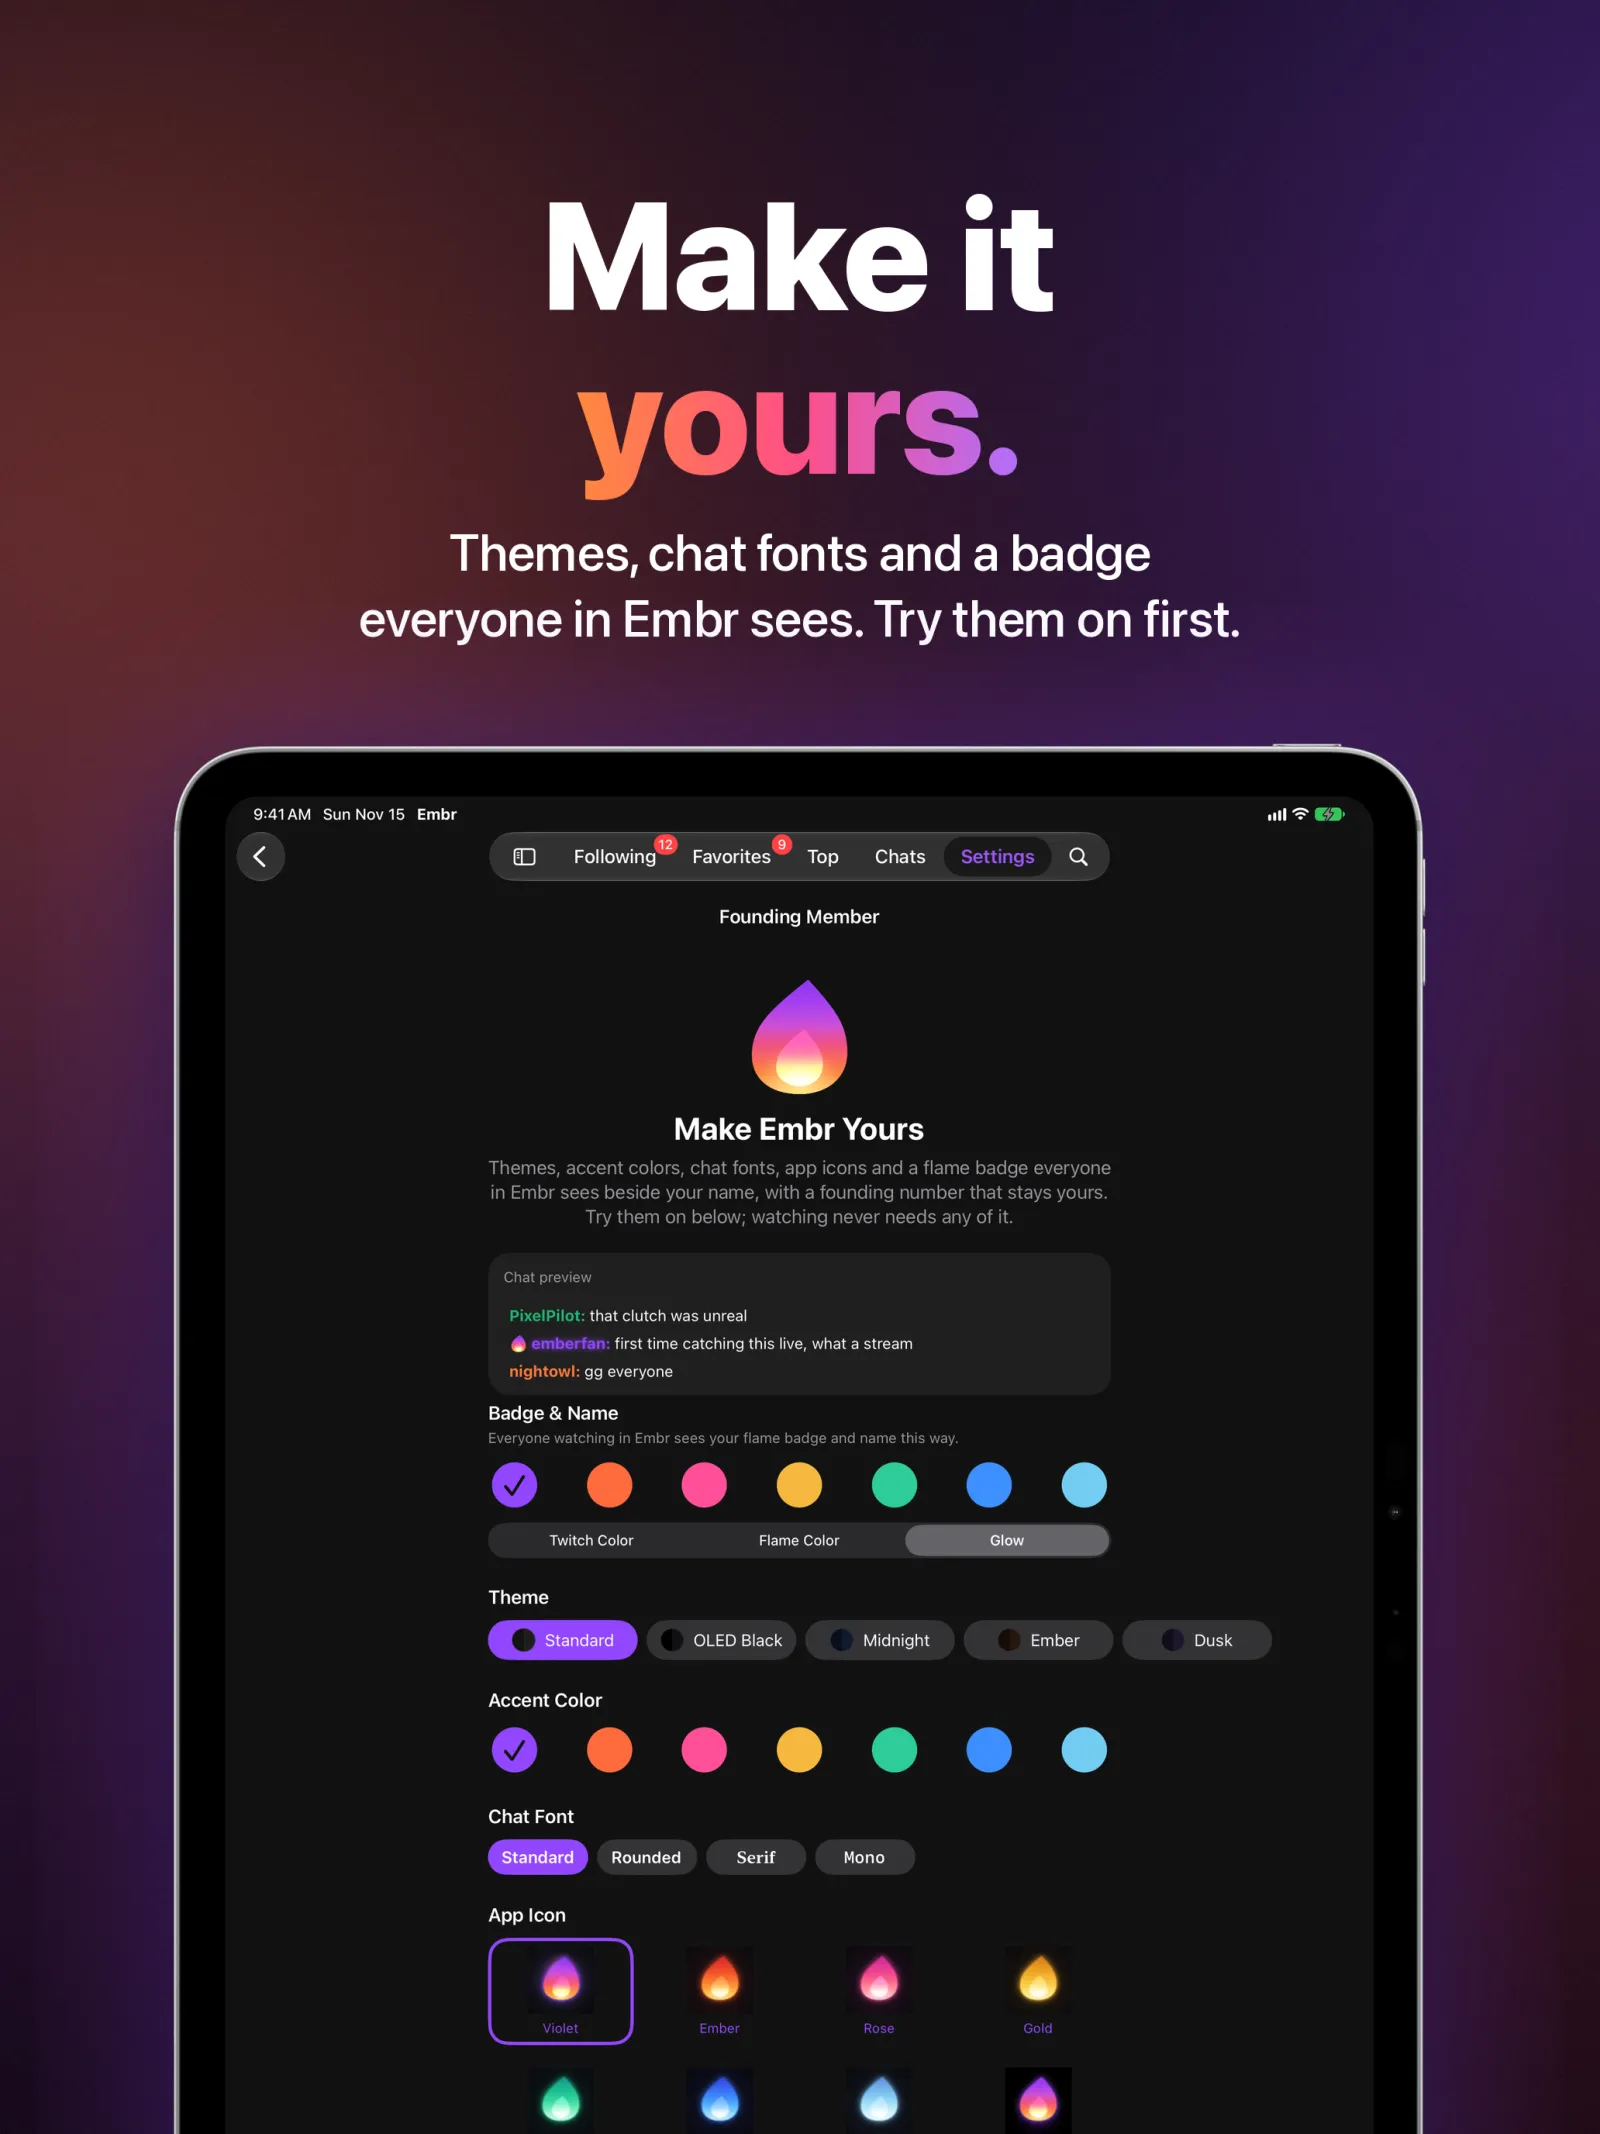 Make it
yours.
Themes, chat fonts and a badge
everyone in Embr sees. Try them on first.
9:41 AM Sun Nov 15 Embr
Following 12 Favorites 9 Top Chats Settings
Founding Member
Make Embr Yours
Themes, accent colors, chat fonts, app icons and a flame badge everyone
in Embr sees beside your name, with a founding number that stays yours.
Try them on below; watching never needs any of it.
Chat preview
PixelPilot: that clutch was unreal
emberfan: first time catching this live, what a stream
nightowl: gg everyone
Badge & Name
Everyone watching in Embr sees your flame badge and name this way.
Twitch Color Flame Color Glow
Theme
Standard OLED Black Midnight Ember Dusk
Accent Color
Chat Font
Standard Rounded Serif Mono
App Icon
Violet Ember Rose Gold